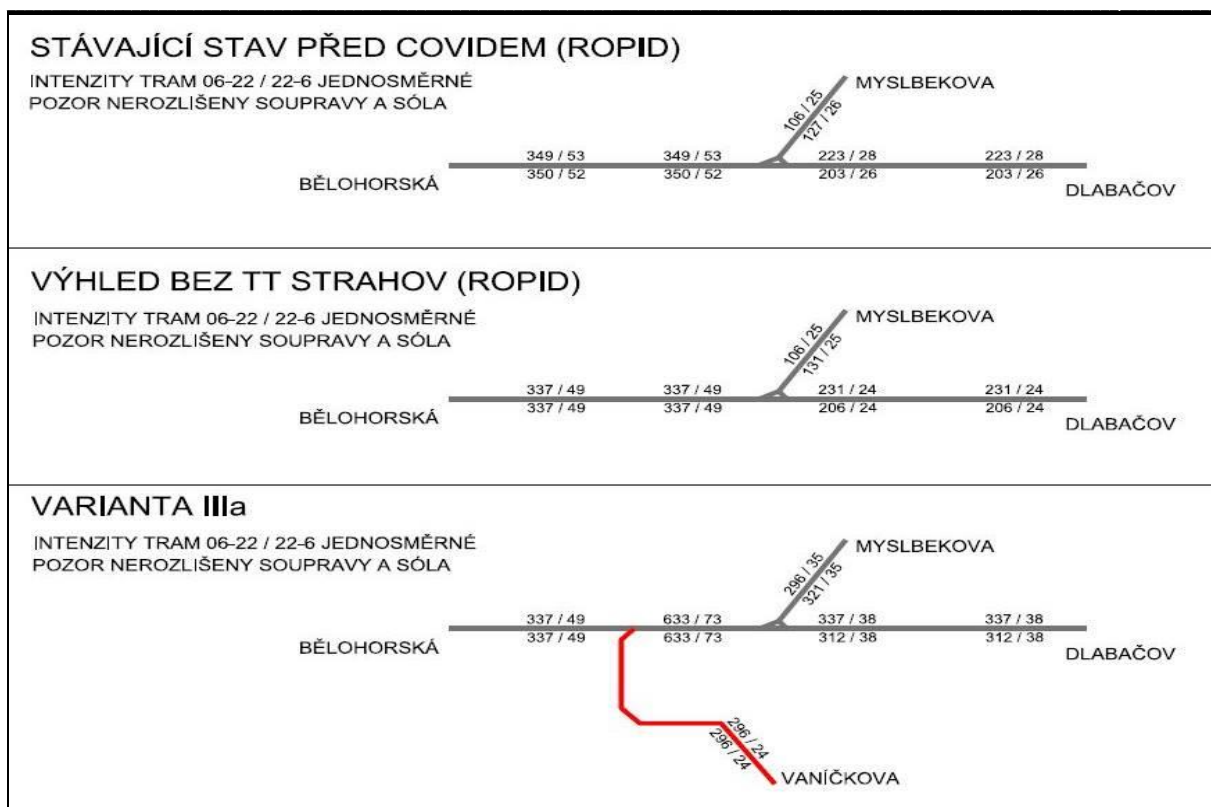 STÁVAJÍCÍ STAV PŘED COVIDEM (ROPID)
INTENZITY TRAM 06-22 / 22-6 JEDNOSMĚRNÉ
POZOR NEROZLIŠENY SOUPRAVY A SÓLA
MYSLBEKOVA
106 / 25
127 / 26
349 / 53 349 / 53 223 / 28 223 / 28
350 / 52 350 / 52 203 / 26 203 / 26
BĚLOHORSKÁ
DLABAČOV
VÝHLED BEZ TT STRAHOV (ROPID)
INTENZITY TRAM 06-22 / 22-6 JEDNOSMĚRNÉ
POZOR NEROZLIŠENY SOUPRAVY A SÓLA
MYSLBEKOVA
106 / 25
131 / 25
337 / 49 337 / 49 231 / 24 231 / 24
337 / 49 337 / 49 206 / 24 206 / 24
BĚLOHORSKÁ
DLABAČOV
VARIANTA IIIa
INTENZITY TRAM 06-22 / 22-6 JEDNOSMĚRNÉ
POZOR NEROZLIŠENY SOUPRAVY A SÓLA
MYSLBEKOVA
296 / 35
321 / 35
337 / 49 633 / 73 337 / 38 337 / 38
337 / 49 633 / 73 312 / 38 312 / 38
BĚLOHORSKÁ
DLABAČOV
296 / 24
296 / 24
VANÍČKOVA